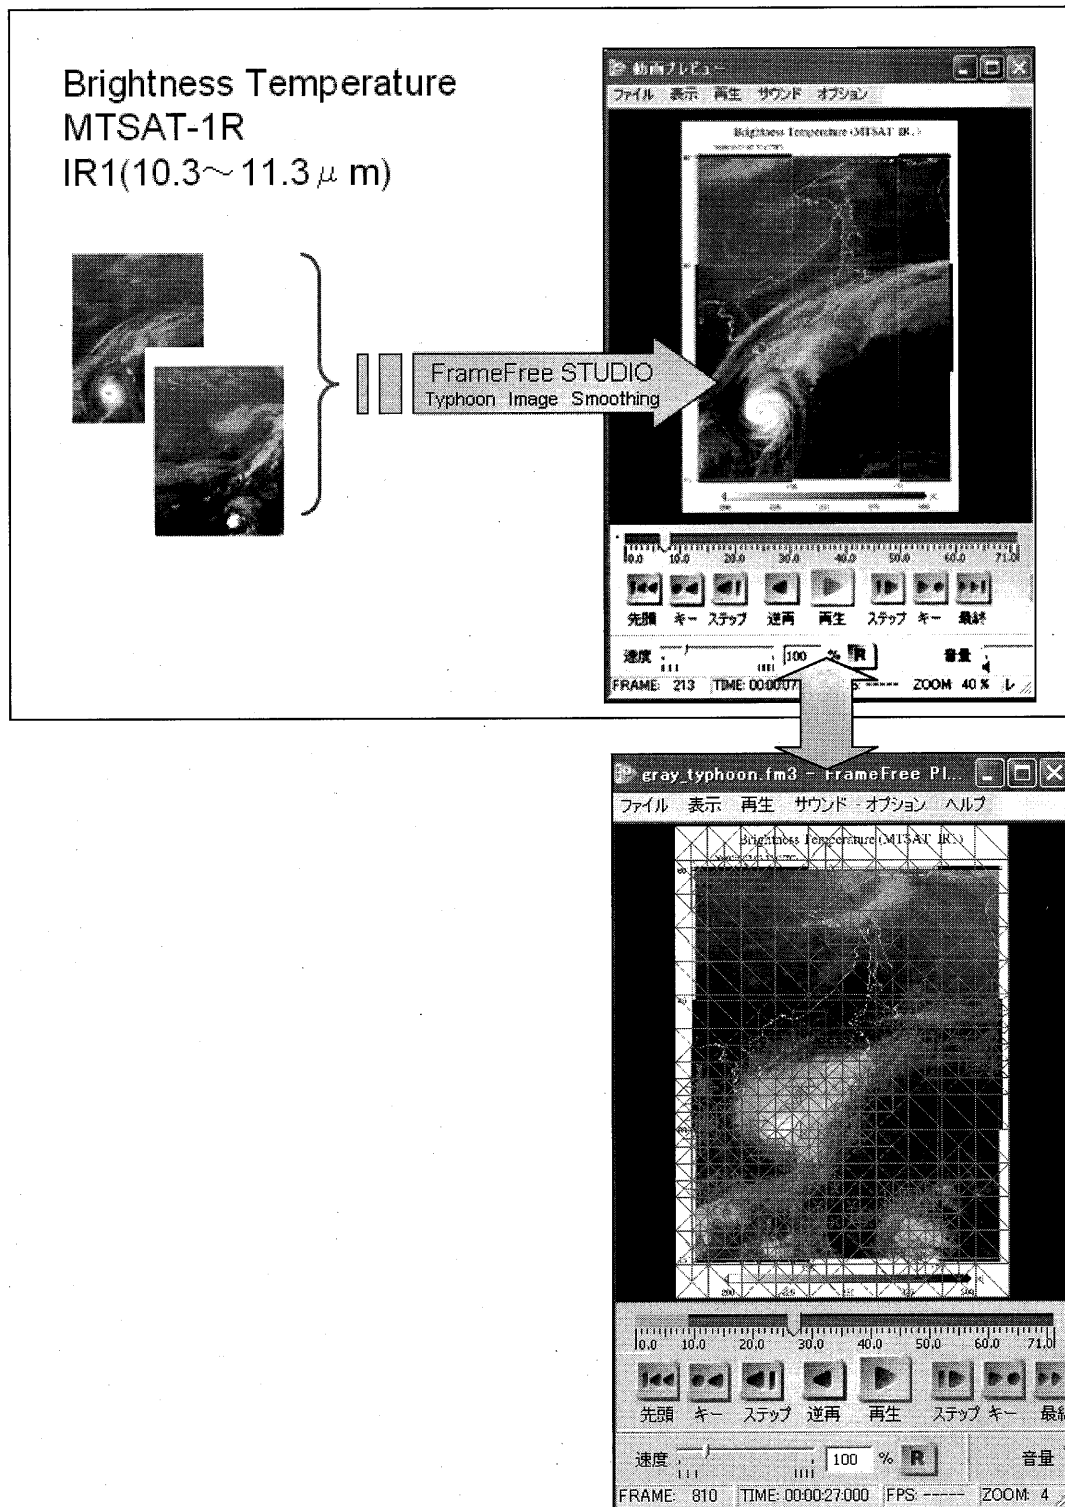 Brightness Temperature
MTSAT-1R
IR1(10.3～11.3μm)
FrameFree STUDIO
Typhoon Image Smoothing
動画プレビュー
ファイル 表示 再生 サウンド オプション
Brightness Temperature (MTSAT IR1)
0.0 10.0 20.0 30.0 40.0 50.0 60.0 71.0
先頭 キー ステップ 逆再 再生 ステップ キー 最終
速度 100 % R 音量
FRAME: 213 TIME: 00:00:07 ZOOM: 40 %
gray_typhoon.fm3 - FrameFree Pl...
ファイル 表示 再生 サウンド オプション ヘルプ
Brightness Temperature (MTSAT IR1)
0.0 10.0 20.0 30.0 40.0 50.0 60.0 71.0
先頭 キー ステップ 逆再 再生 ステップ キー 最終
速度 100 % R 音量
FRAME: 810 TIME: 00:00:27:000 FPS: ----- ZOOM: 4